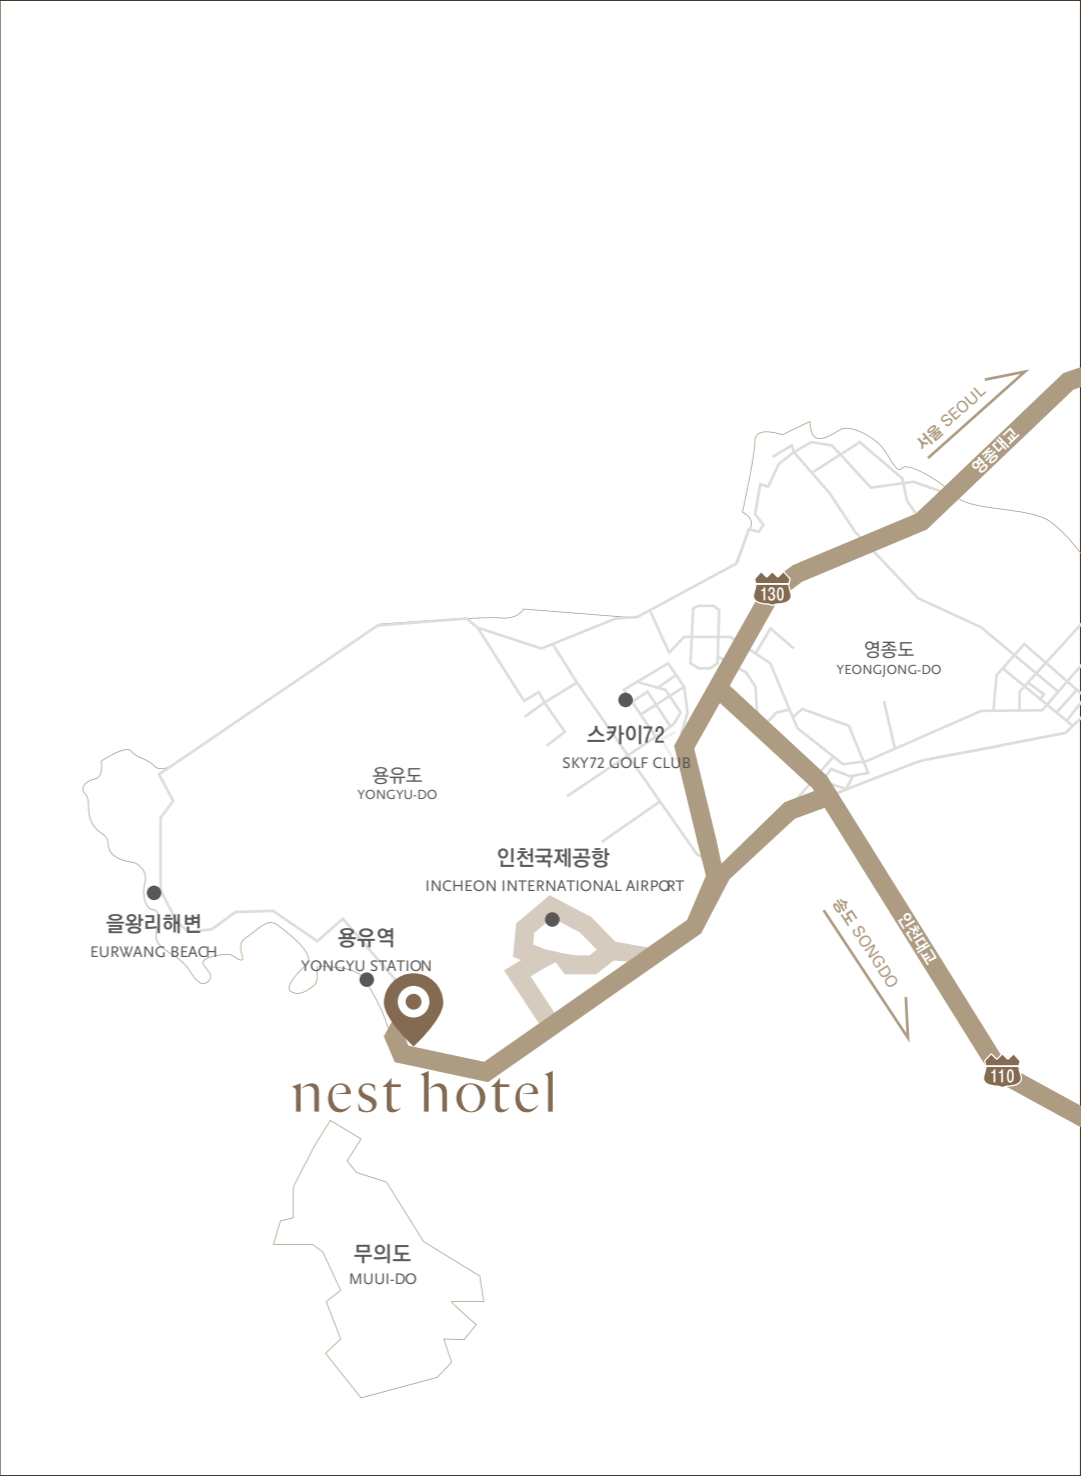 서울 SEOUL
영종대교
130
영종도
YEONGJONG-DO
스카이72
SKY72 GOLF CLUB
용유도
YONGYU-DO
인천국제공항
INCHEON INTERNATIONAL AIRPORT
을왕리해변
EURWANG BEACH
용유역
YONGYU STATION
송도 SONGDO
인천대교
110
nest hotel
무의도
MUUI-DO